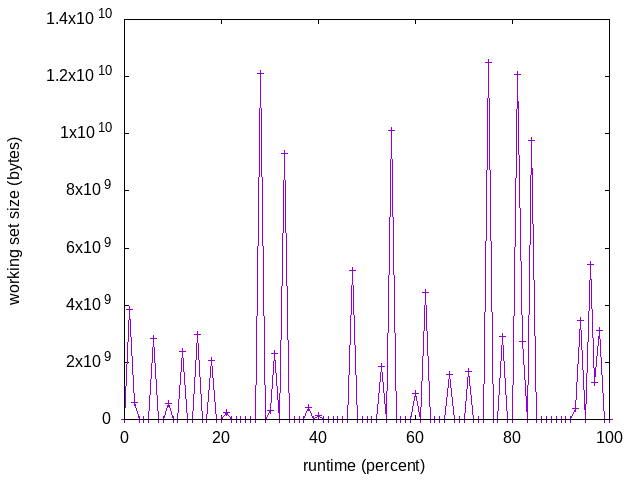 1.4x10^10
1.2x10^10
1x10^10
8x10^9
6x10^9
4x10^9
2x10^9
0
working set size (bytes)
0 20 40 60 80 100
runtime (percent)